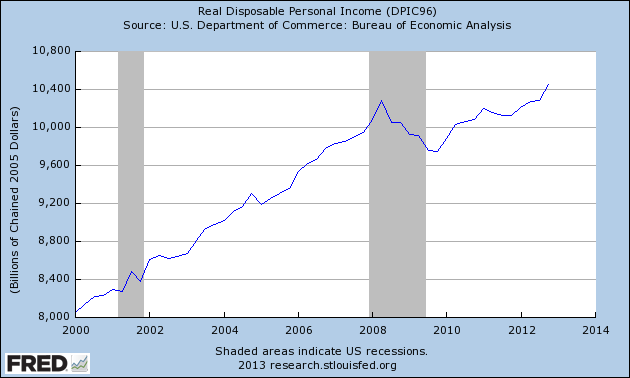 Real Disposable Personal Income (DPIC96)
Source: U.S. Department of Commerce: Bureau of Economic Analysis
(Billions of Chained 2005 Dollars)
10,800
10,400
10,000
9,600
9,200
8,800
8,400
8,000
2000 2002 2004 2006 2008 2010 2012 2014
Shaded areas indicate US recessions.
2013 research.stlouisfed.org
FRED